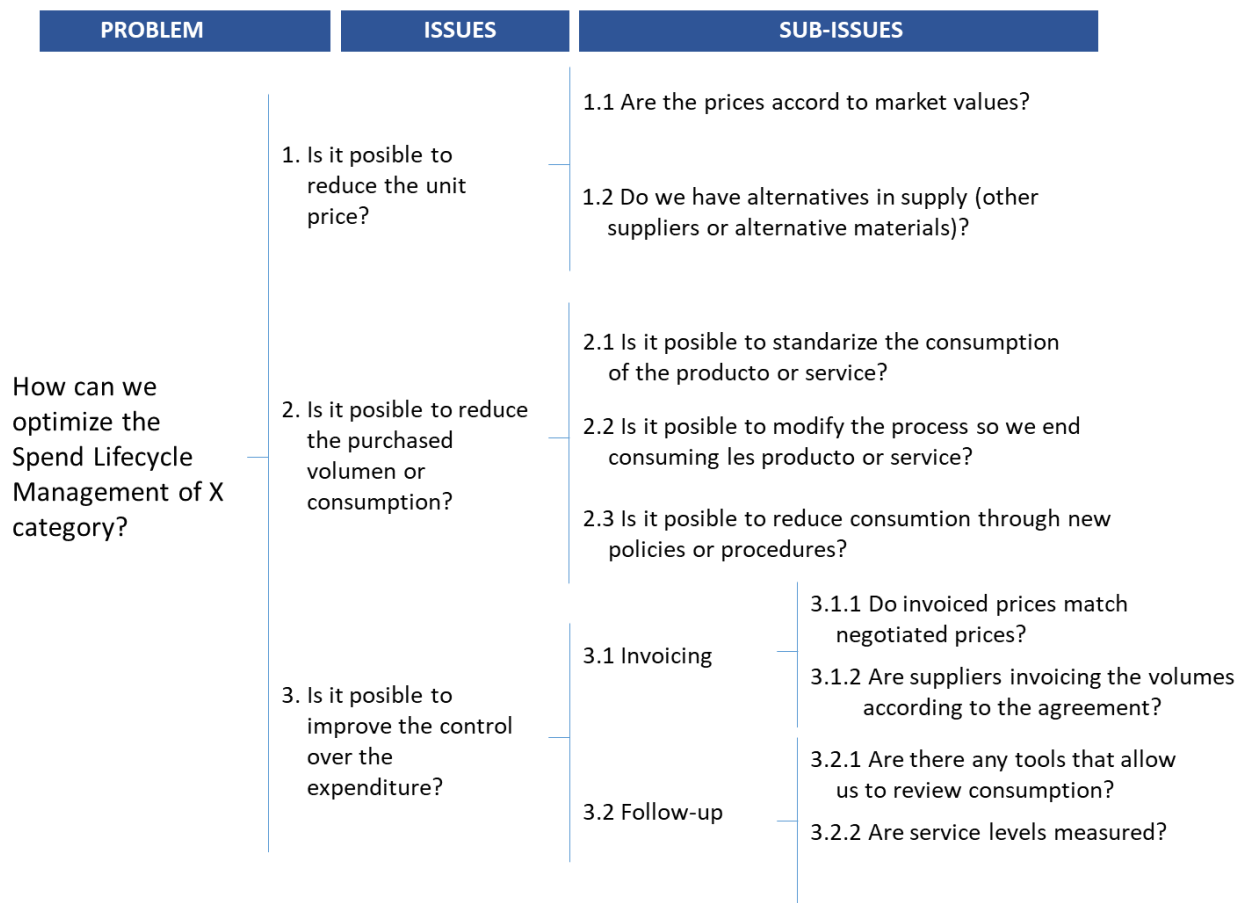 PROBLEM
ISSUES
SUB-ISSUES
How can we
optimize the
Spend Lifecycle
Management of X
category?
1. Is it posible to
reduce the unit
price?
1.1 Are the prices accord to market values?
1.2 Do we have alternatives in supply (other
suppliers or alternative materials)?
2. Is it posible to reduce
the purchased
volumen or
consumption?
2.1 Is it posible to standarize the consumption
of the producto or service?
2.2 Is it posible to modify the process so we end
consuming les producto or service?
2.3 Is it posible to reduce consumtion through new
policies or procedures?
3. Is it posible to
improve the control
over the
expenditure?
3.1 Invoicing
3.1.1 Do invoiced prices match
negotiated prices?
3.1.2 Are suppliers invoicing the volumes
according to the agreement?
3.2 Follow-up
3.2.1 Are there any tools that allow
us to review consumption?
3.2.2 Are service levels measured?